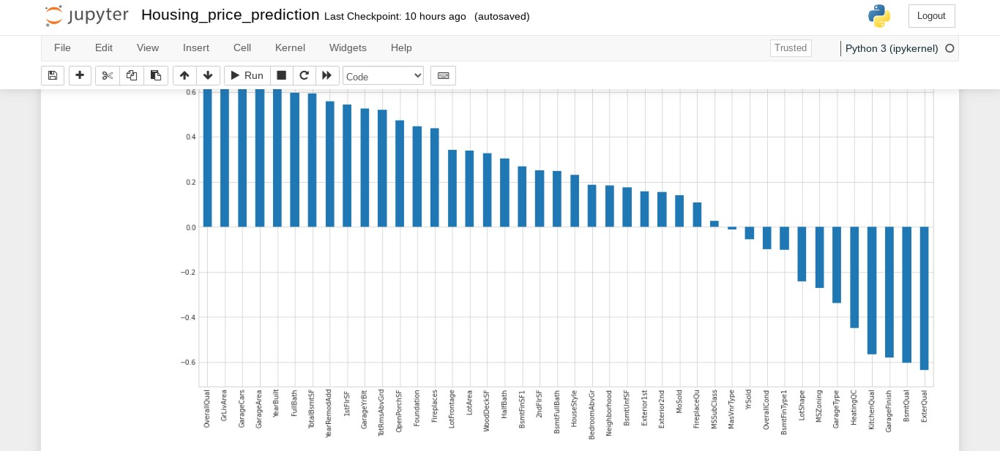 jupyter Housing_price_prediction Last Checkpoint: 10 hours ago (autosaved) Logout
File Edit View Insert Cell Kernel Widgets Help Trusted Python 3 (ipykernel)
Run Code
0.6
0.4
0.2
0.0
−0.2
−0.4
−0.6
OverallQual
GrLivArea
GarageCars
GarageArea
YearBuilt
FullBath
TotalBsmtSF
YearRemodAdd
1stFlrSF
GarageYrBlt
TotRmsAbvGrd
OpenPorchSF
Foundation
Fireplaces
LotFrontage
LotArea
WoodDeckSF
HalfBath
BsmtFinSF1
2ndFlrSF
BsmtFullBath
HouseStyle
BedroomAbvGr
Neighborhood
BsmtUnfSF
Exterior1st
Exterior2nd
MoSold
FireplaceQu
MSSubClass
MasVnrType
YrSold
OverallCond
BsmtFinType1
LotShape
MSZoning
GarageType
HeatingQC
KitchenQual
GarageFinish
BsmtQual
ExterQual